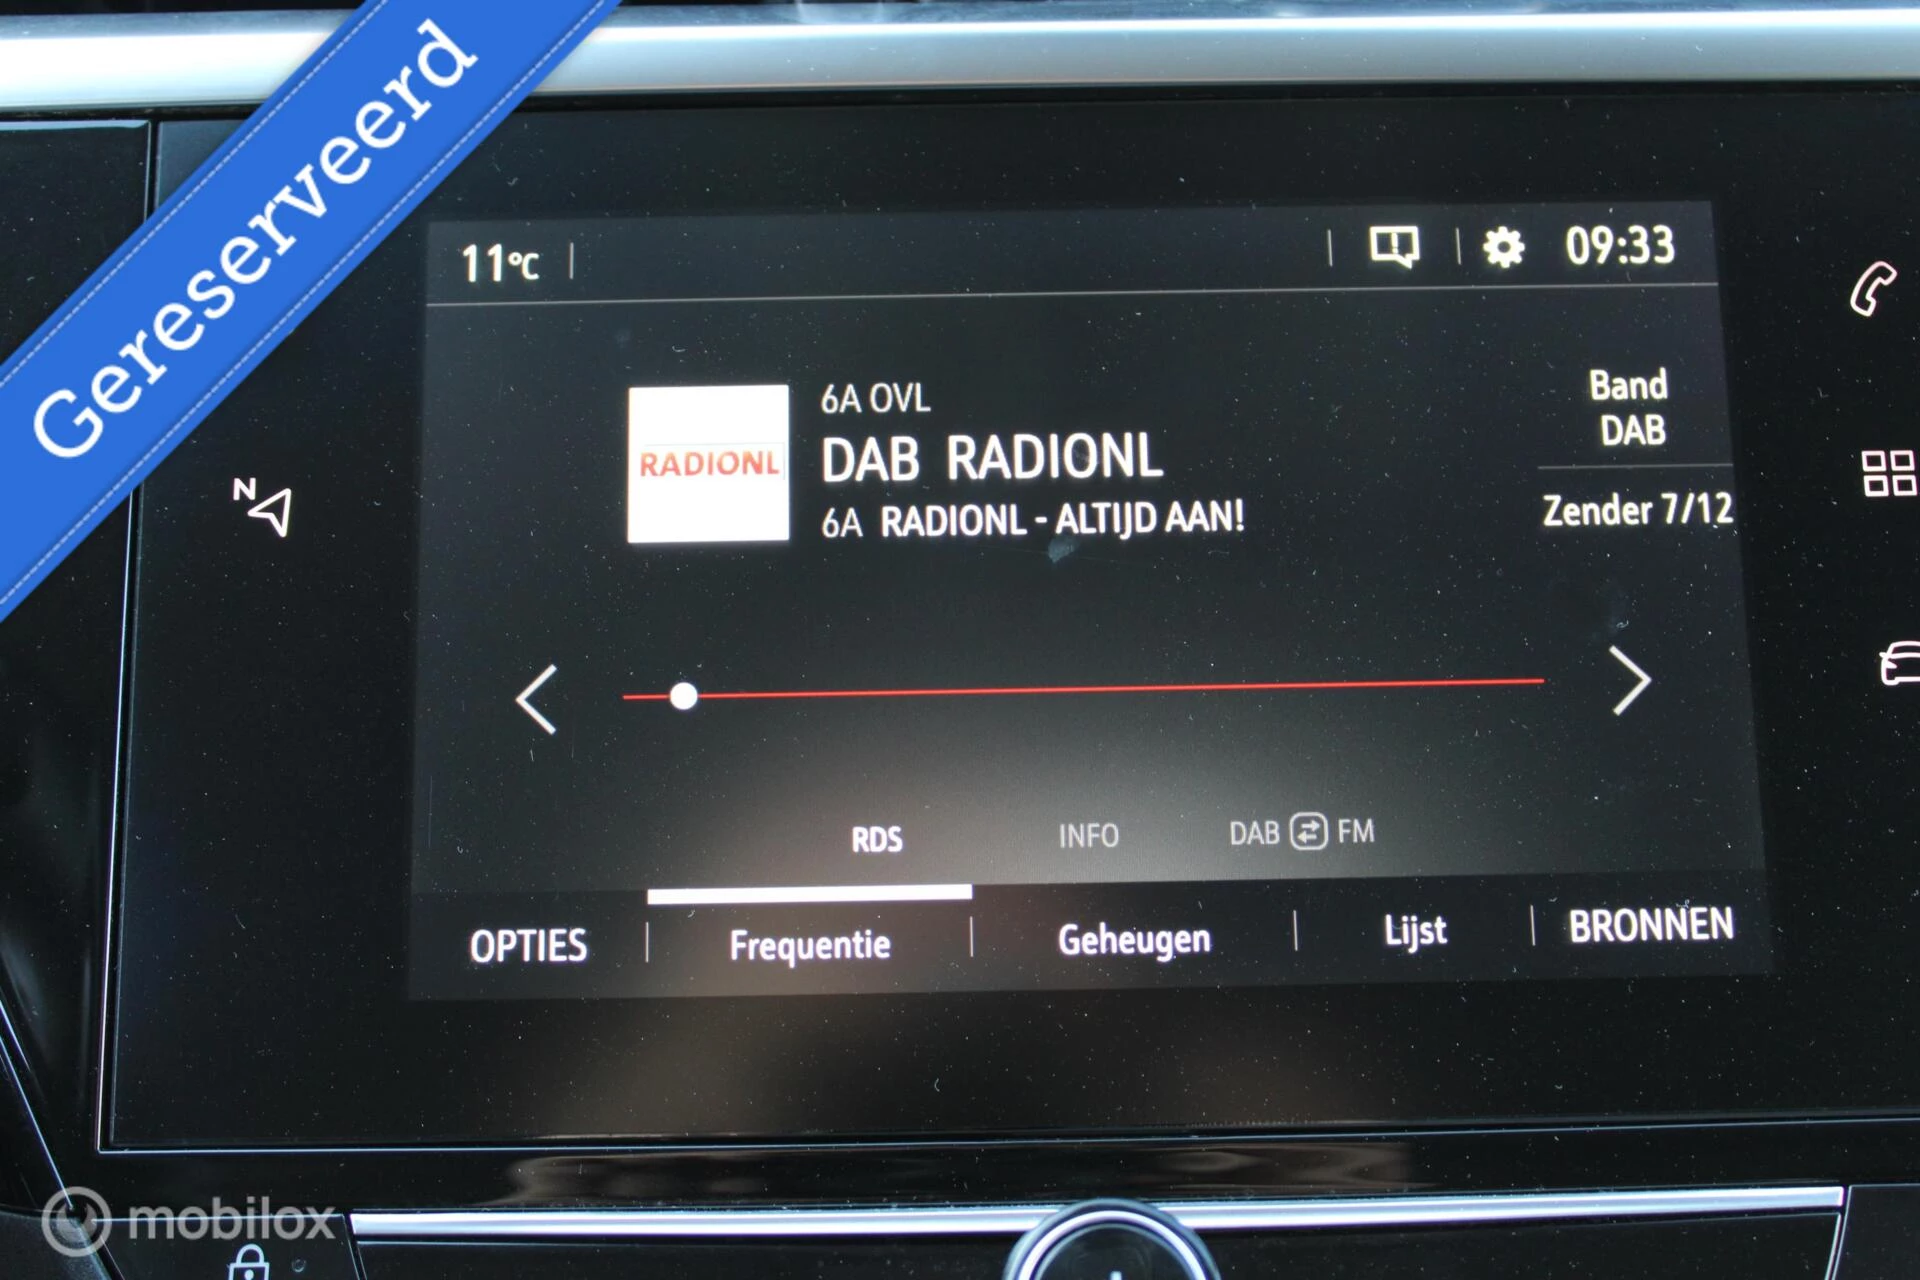 Gereserveerd
11°C
09:33
6A OVL
RADIONL
DAB RADIONL
6A RADIONL - ALTIJD AAN!
Band
DAB
Zender 7/12
N
RDS
INFO
DAB FM
OPTIES
Frequentie
Geheugen
Lijst
BRONNEN
mobilox